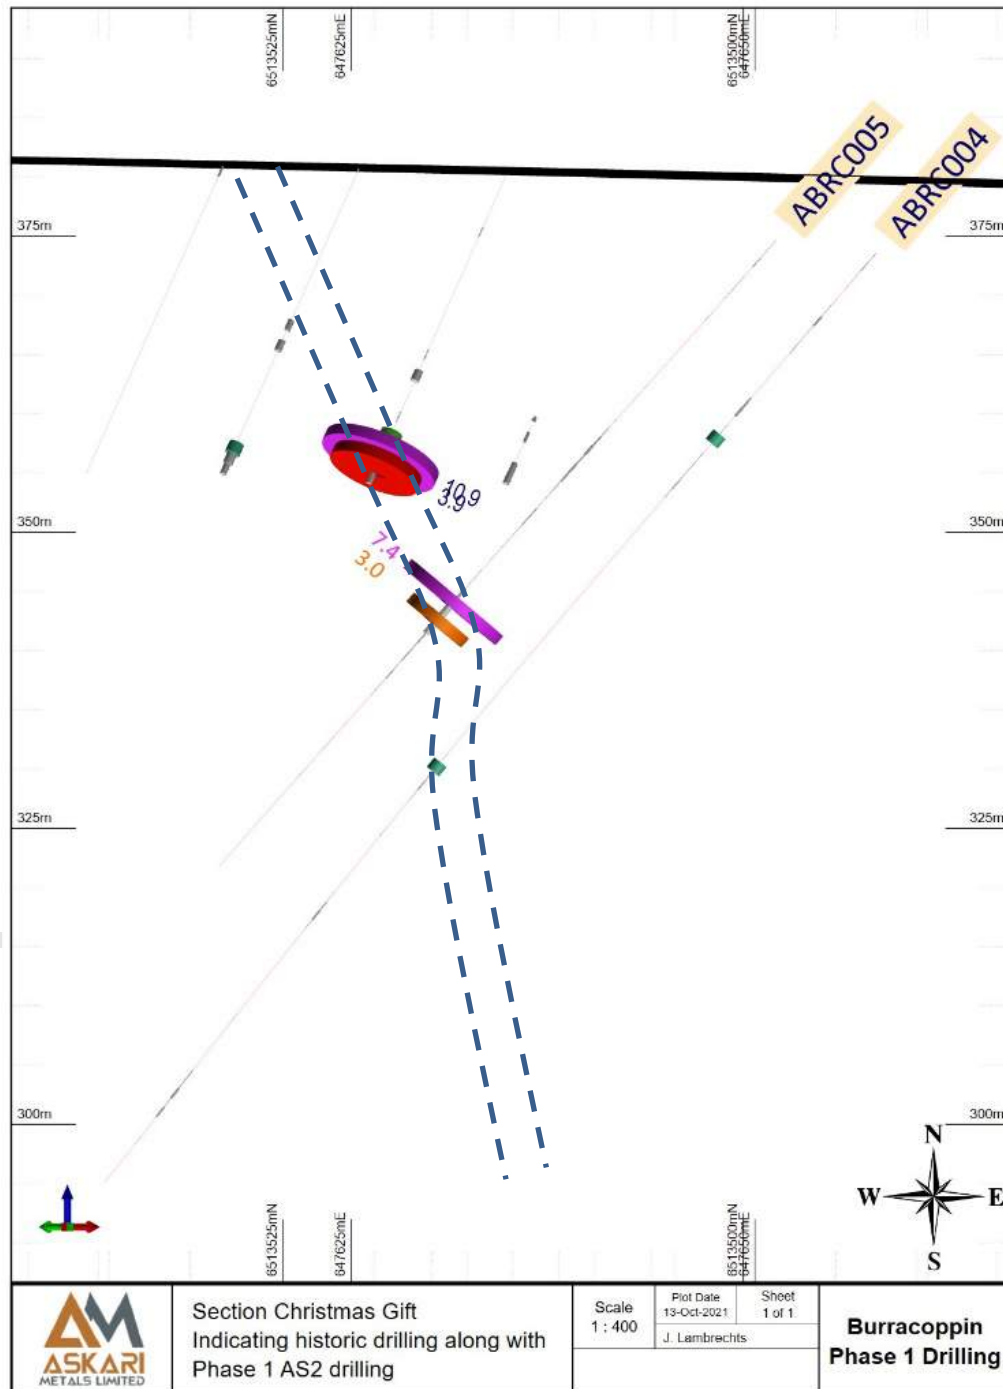 6513525mN
647625mE
6513500mN
647650mE
ABRC005
ABRC004
375m
375m
10.9
3.9
350m
350m
7.4
3.0
325m
325m
300m
300m
N
W
E
S
6513525mN
647625mE
6513500mN
647650mE
AM
ASKARI
METALS LIMITED
Section Christmas Gift
Indicating historic drilling along with
Phase 1 AS2 drilling
Scale
1 : 400
Plot Date
13-Oct-2021
Sheet
1 of 1
J. Lambrechts
Burracoppin
Phase 1 Drilling